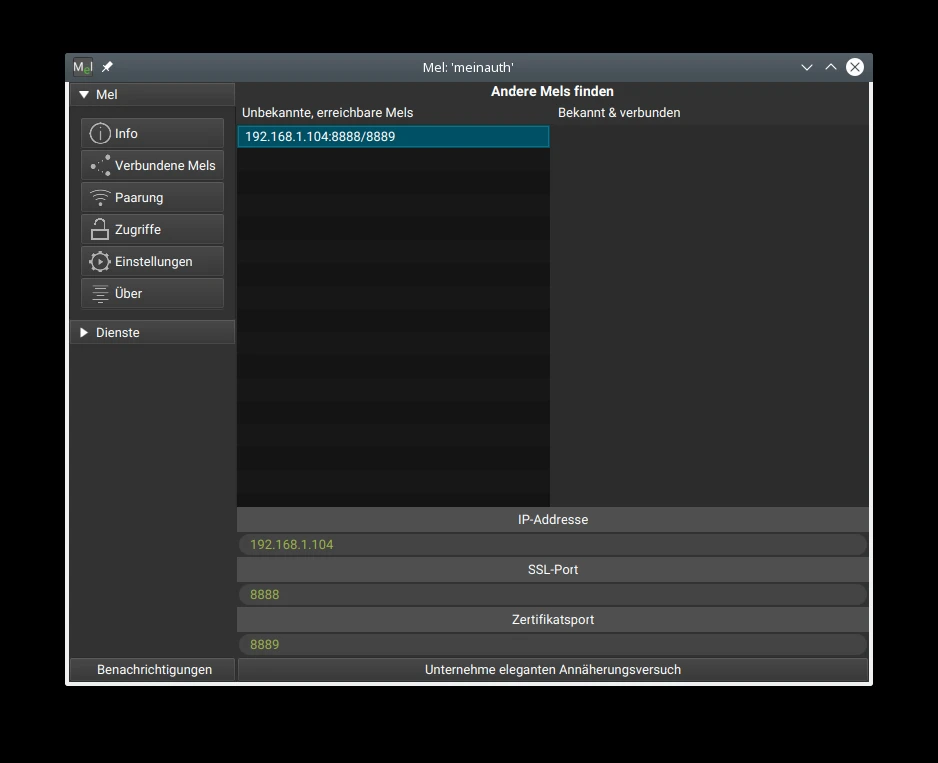 Mel
Mel: 'meinauth'
Mel
Info
Verbundene Mels
Paarung
Zugriffe
Einstellungen
Über
Dienste
Benachrichtigungen
Andere Mels finden
Unbekannte, erreichbare Mels
Bekannt & verbunden
192.168.1.104:8888/8889
IP-Addresse
192.168.1.104
SSL-Port
8888
Zertifikatsport
8889
Unternehme eleganten Annäherungsversuch